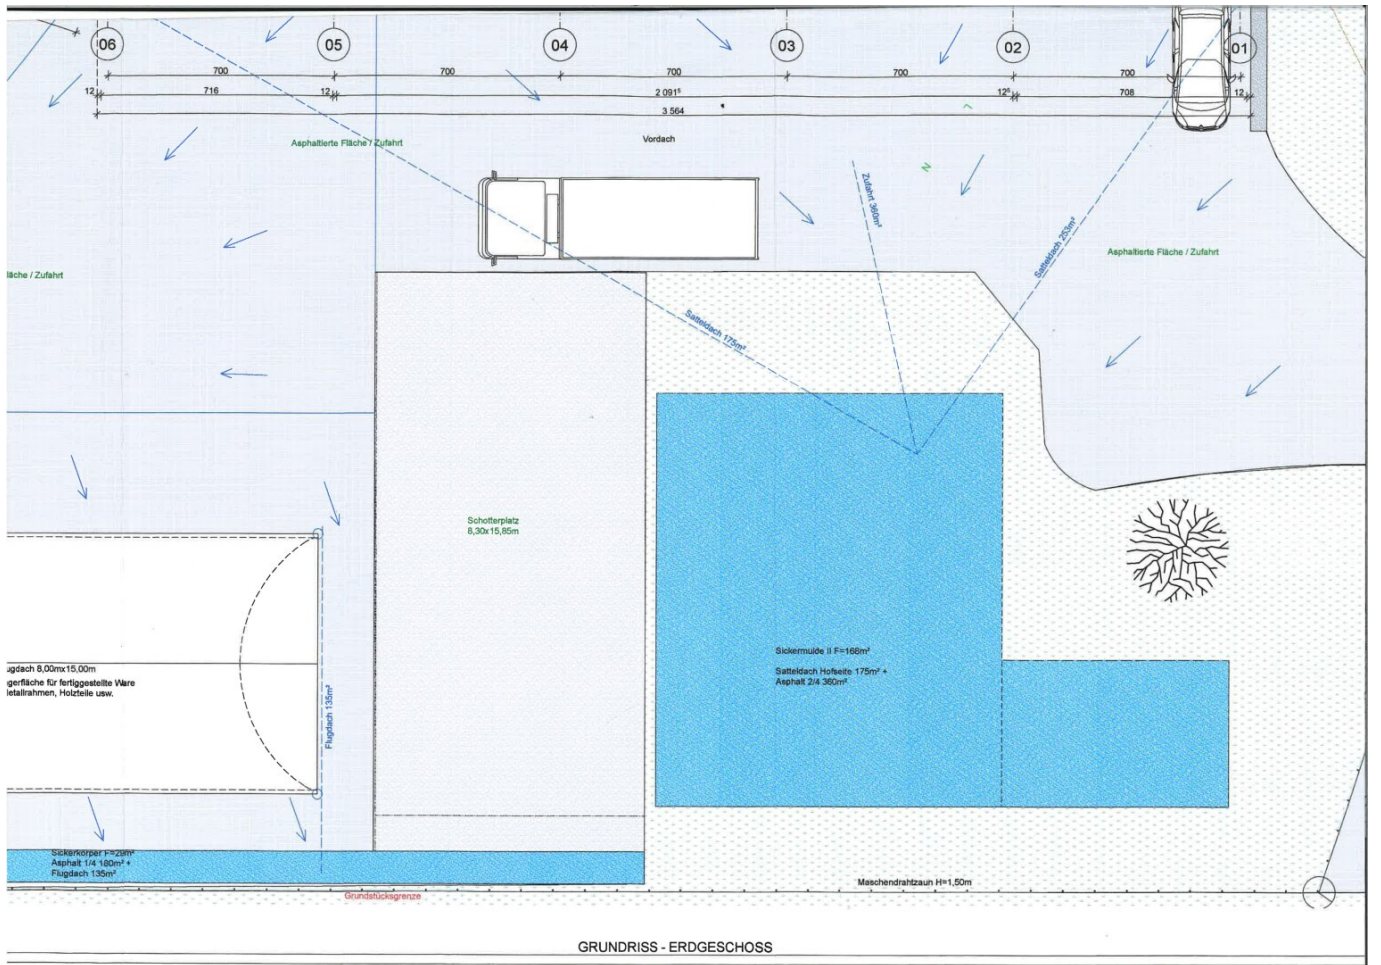 06
05
04
03
02
01
700
700
700
700
700
12
716
12
2 091⁵
12⁵
708
12
3 564
Vordach
Asphaltierte Fläche / Zufahrt
Zufahrt 360m²
Satteldach 253m²
Asphaltierte Fläche / Zufahrt
läche / Zufahrt
Satteldach 175m²
Schotterplatz
8,30x15,85m
Sickermulde II F=168m²
Satteldach Hofseite 175m² +
Asphalt 2/4 360m²
ugdach 8,00mx15,00m
gerfläche für fertiggestellte Ware
etallrahmen, Holzteile usw.
Flugdach 135m²
Sickerkörper F=29m²
Asphalt 1/4 180m² +
Flugdach 135m²
Grundstücksgrenze
Maschendrahtzaun H=1,50m
GRUNDRISS - ERDGESCHOSS